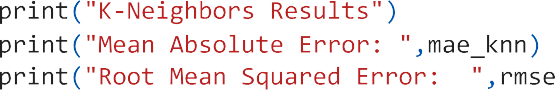 print("K-Neighbors Results")
print("Mean Absolute Error: ",mae_knn)
print("Root Mean Squared Error:  ",rmse